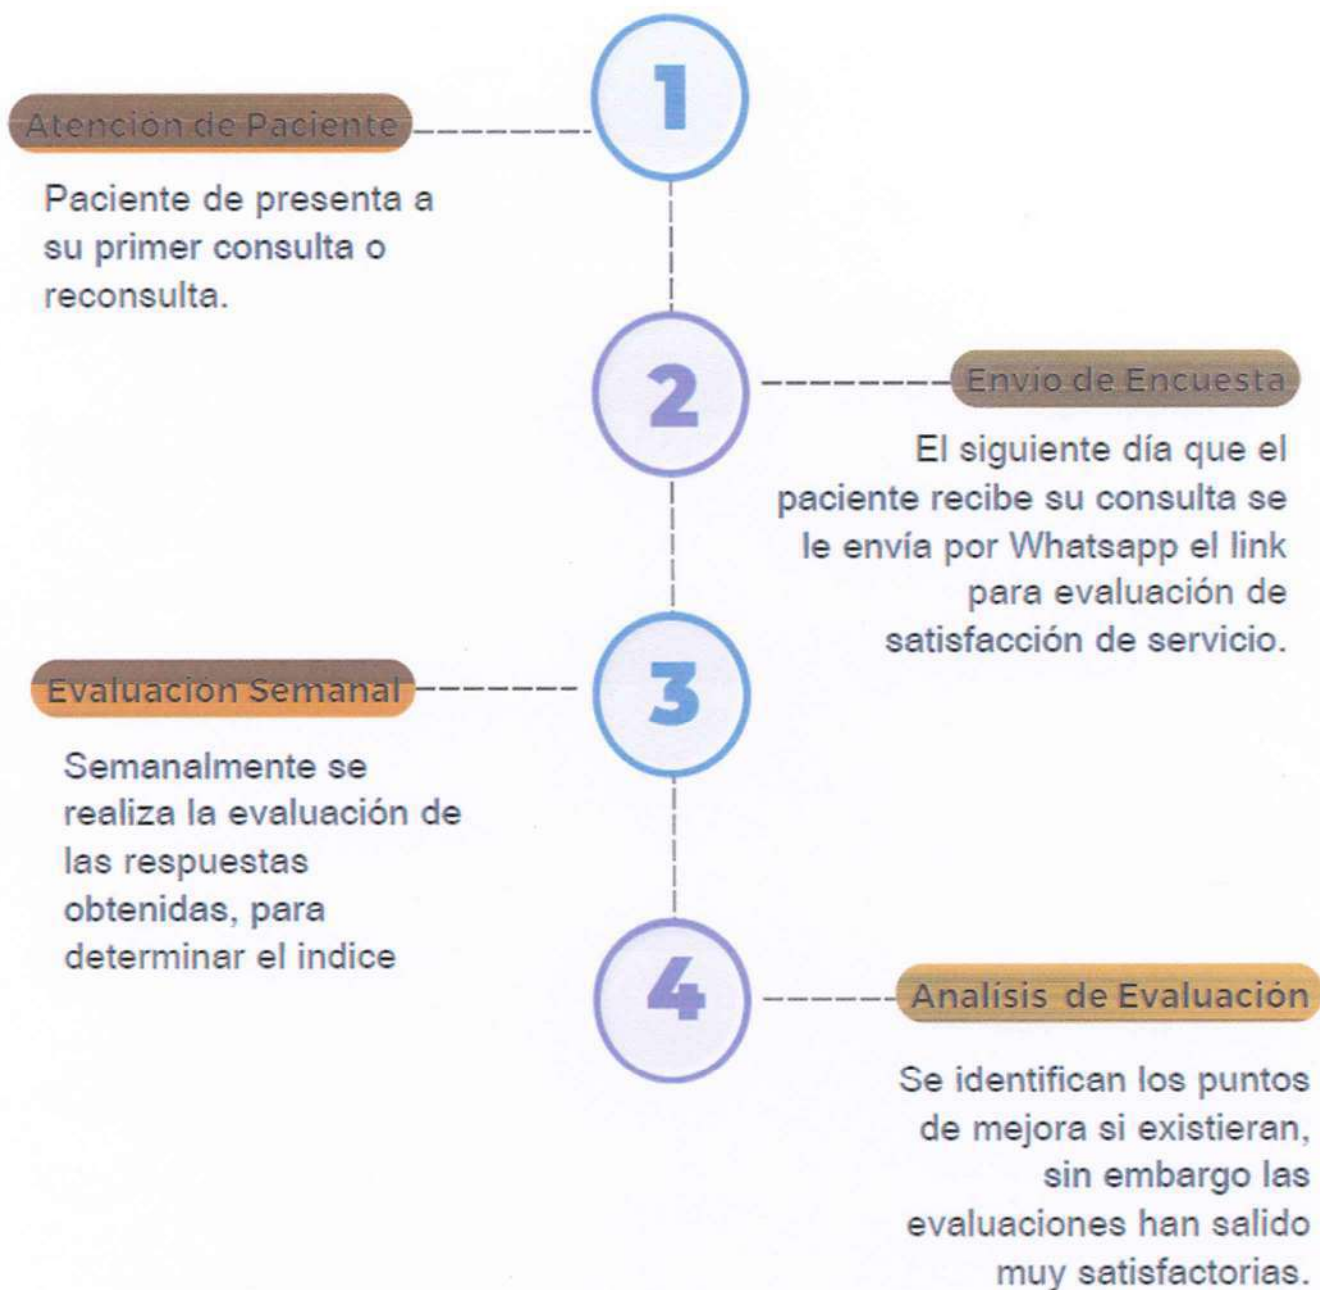 1
Atención de Paciente
Paciente de presenta a
su primer consulta o
reconsulta.
2
Envío de Encuesta
El siguiente día que el
paciente recibe su consulta se
le envía por Whatsapp el link
para evaluación de
satisfacción de servicio.
3
Evaluación Semanal
Semanalmente se
realiza la evaluación de
las respuestas
obtenidas, para
determinar el indice
4
Analísis de Evaluación
Se identifican los puntos
de mejora si existieran,
sin embargo las
evaluaciones han salido
muy satisfactorias.